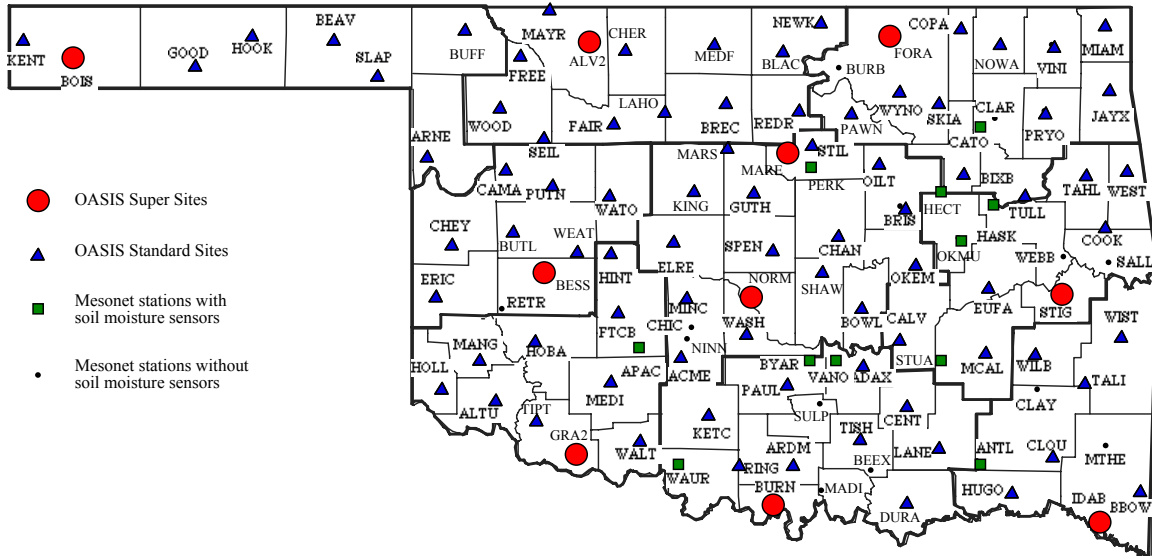 BEAV
NEWK
COPA
MAYR
CHER
KENT
HOOK
GOOD
SLAP
BUFF
FREE
ALV2
MEDF
BLAC
FORA
NOWA
VINI
MIAM
BOIS
BURB
WYNO
LAHO
CLAR
WOOD
FAIR
BREC
REDR
PAWN
SKIA
CATO
PRYO
JAYX
ARNE
SEIL
MARS
MARE
STIL
CAMA
PUTN
PERK
OILT
BIXB
TAHL
WEST
OASIS Super Sites
WATO
KING
GUTH
BRIS
HECT
TULL
CHEY
BUTL
WEAT
SPEN
CHAN
HASK
COOK
OASIS Standard Sites
HINT
ELRE
OKMU
WEBB
SALL
ERIC
BESS
NORM
SHAW
OKEM
RETR
MINC
EUFA
STIG
Mesonet stations with
soil moisture sensors
FTCB
CHIC
WASH
BOWL
CALV
WIST
MANG
HOBA
NINN
HOLL
APAC
ACME
BYAR
VANO
ADAX
STUA
MCAL
WILB
TALI
Mesonet stations without
soil moisture sensors
MEDI
PAUL
CLAY
ALTU
TIPT
SULP
CENT
KETC
TISH
GRA2
WALT
ARDM
LANE
ANTL
CLOU
MTHE
BEEX
WAUR
RING
BURN
MADI
HUGO
IDAB
BBOW
DURA